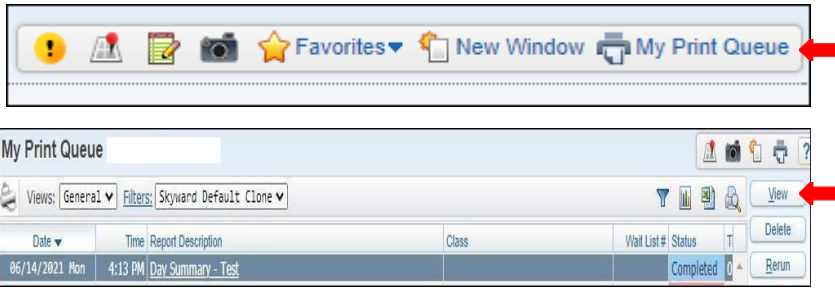 Favorites▼ New Window My Print Queue
My Print Queue
?
Views: General Filters: Skyward Default Clone
View
Date Time Report Description Class Wait List # Status T
Delete
06/14/2021 Mon 4:13 PM Day Summary - Test Completed 0
Rerun